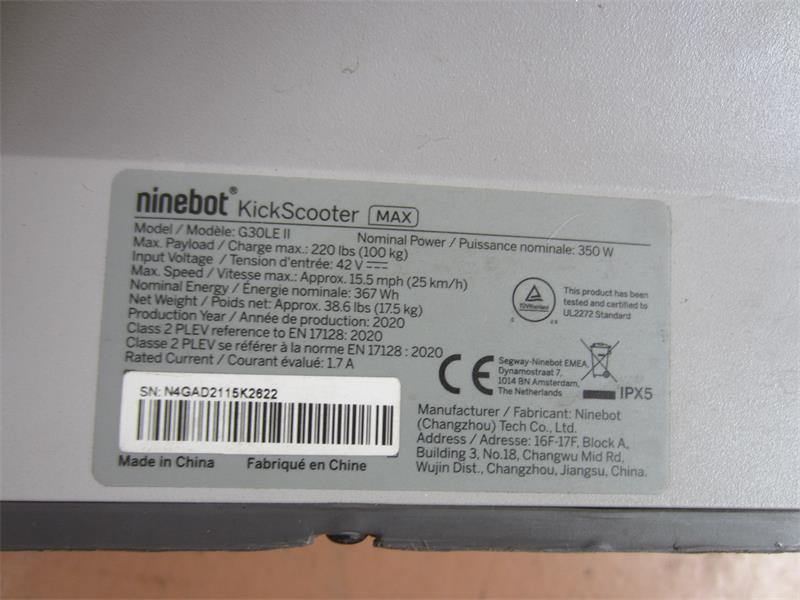 ninebot® KickScooter MAX
Model / Modèle: G30LE II
Nominal Power / Puissance nominale: 350 W
Max. Payload / Charge max.: 220 lbs (100 kg)
Input Voltage / Tension d'entrée: 42 V
Max. Speed / Vitesse max.: Approx. 15.5 mph (25 km/h)
Nominal Energy / Énergie nominale: 367 Wh
Net Weight / Poids net: Approx. 38.6 lbs (17.5 kg)
Production Year / Année de production: 2020
Class 2 PLEV reference to EN 17128: 2020
Classe 2 PLEV se référer à la norme EN 17128 : 2020
Rated Current / Courant évalué: 1.7 A
SN: N4GAD2115K2622
Made in China Fabriqué en Chine
This product has been
tested and certified to
UL2272 Standard
CE
Segway-Ninebot EMEA,
Dynamostraat 7,
1014 BN Amsterdam,
The Netherlands
IPX5
Manufacturer / Fabricant: Ninebot
(Changzhou) Tech Co., Ltd.
Address / Adresse: 16F-17F, Block A,
Building 3, No.18, Changwu Mid Rd,
Wujin Dist., Changzhou, Jiangsu, China.